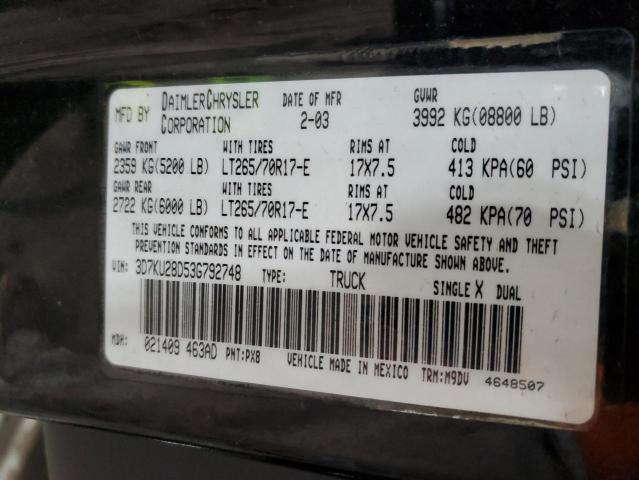 MFD BY DAIMLERCHRYSLER CORPORATION DATE OF MFR 2-03 GVWR 3992 KG(08800 LB)
GAWR FRONT WITH TIRES RIMS AT COLD
2359 KG(5200 LB) LT265/70R17-E 17X7.5 413 KPA(60 PSI)
GAWR REAR WITH TIRES RIMS AT COLD
2722 KG(6000 LB) LT265/70R17-E 17X7.5 482 KPA(70 PSI)
THIS VEHICLE CONFORMS TO ALL APPLICABLE FEDERAL MOTOR VEHICLE SAFETY AND THEFT
PREVENTION STANDARDS IN EFFECT ON THE DATE OF MANUFACTURE SHOWN ABOVE.
VIN: 3D7KU28D53G792748 TYPE: TRUCK SINGLE X DUAL
MDH: 021409 463AD PNT:PX8 VEHICLE MADE IN MEXICO TRM:M9DV 4648507